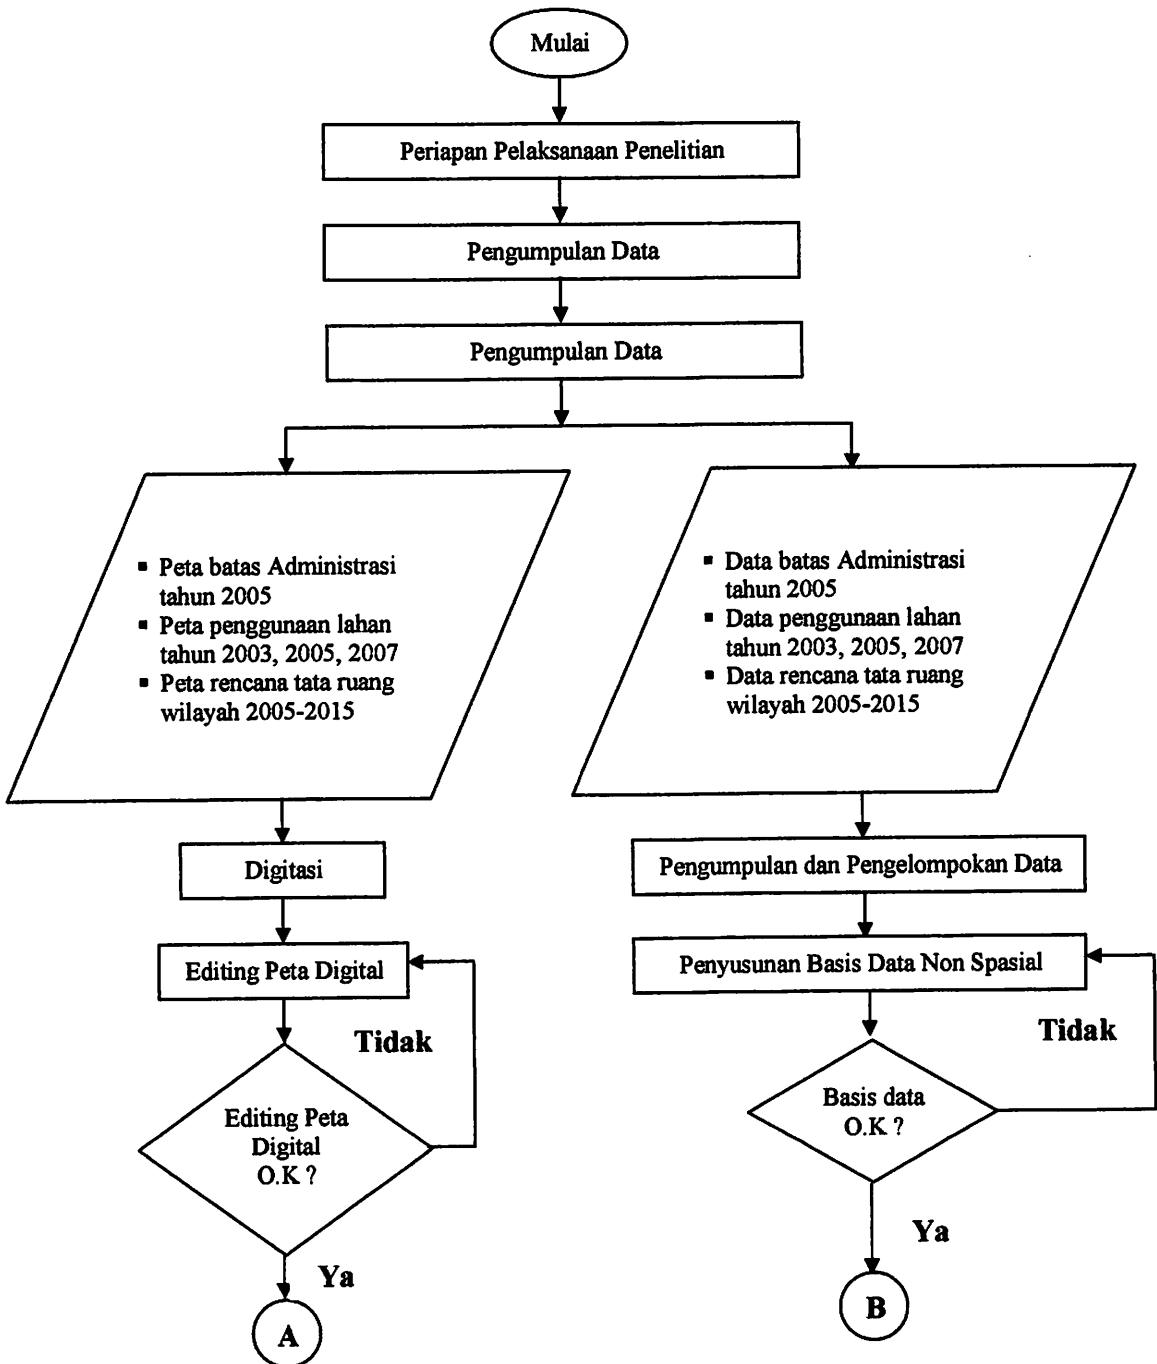 Mulai
Periapan Pelaksanaan Penelitian
Pengumpulan Data
Pengumpulan Data
▪ Peta batas Administrasi
tahun 2005
▪ Peta penggunaan lahan
tahun 2003, 2005, 2007
▪ Peta rencana tata ruang
wilayah 2005-2015
▪ Data batas Administrasi
tahun 2005
▪ Data penggunaan lahan
tahun 2003, 2005, 2007
▪ Data rencana tata ruang
wilayah 2005-2015
Digitasi
Editing Peta Digital
Tidak
Editing Peta
Digital
O.K ?
Ya
A
Pengumpulan dan Pengelompokan Data
Penyusunan Basis Data Non Spasial
Tidak
Basis data
O.K ?
Ya
B